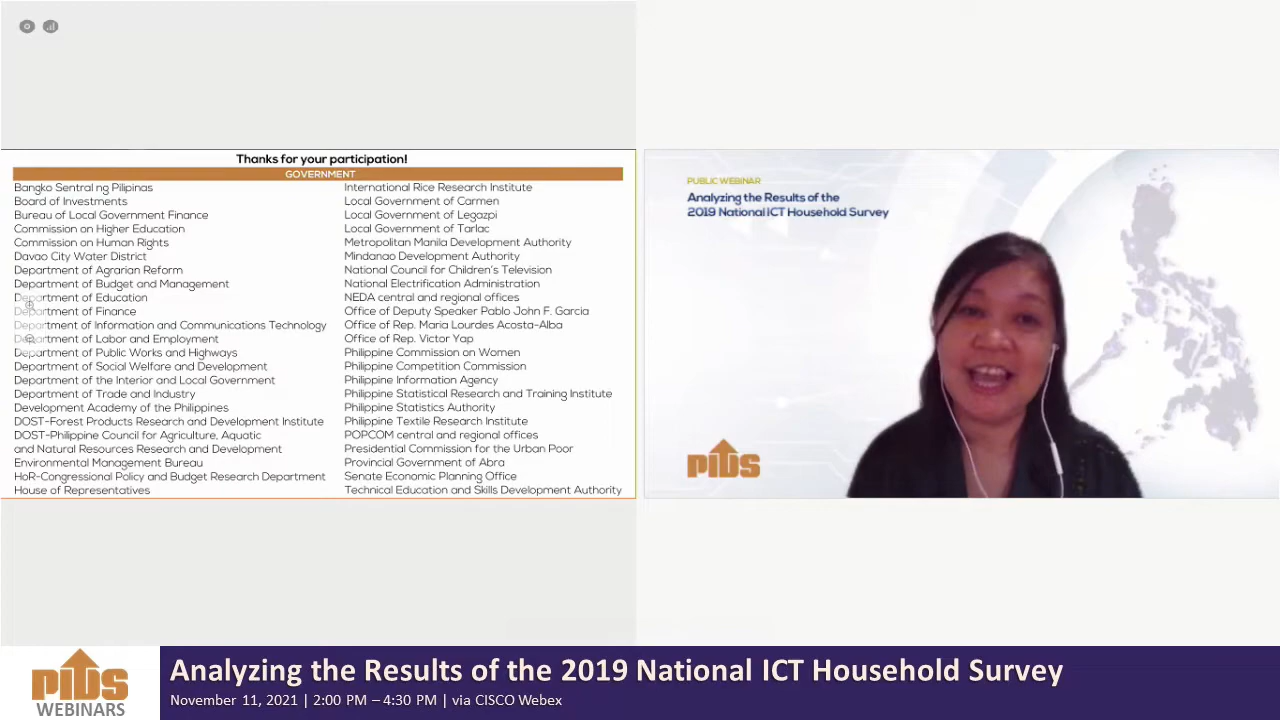 Thanks for your participation!
GOVERNMENT
Bangko Sentral ng Pilipinas
Board of Investments
Bureau of Local Government Finance
Commission on Higher Education
Commission on Human Rights
Davao City Water District
Department of Agrarian Reform
Department of Budget and Management
Department of Education
Department of Finance
Department of Information and Communications Technology
Department of Labor and Employment
Department of Public Works and Highways
Department of Social Welfare and Development
Department of the Interior and Local Government
Department of Trade and Industry
Development Academy of the Philippines
DOST-Forest Products Research and Development Institute
DOST-Philippine Council for Agriculture, Aquatic
and Natural Resources Research and Development
Environmental Management Bureau
HoR-Congressional Policy and Budget Research Department
House of Representatives
International Rice Research Institute
Local Government of Carmen
Local Government of Legazpi
Local Government of Tarlac
Metropolitan Manila Development Authority
Mindanao Development Authority
National Council for Children's Television
National Electrification Administration
NEDA central and regional offices
Office of Deputy Speaker Pablo John F. Garcia
Office of Rep. Maria Lourdes Acosta-Alba
Office of Rep. Victor Yap
Philippine Commission on Women
Philippine Competition Commission
Philippine Information Agency
Philippine Statistical Research and Training Institute
Philippine Statistics Authority
Philippine Textile Research Institute
POPCOM central and regional offices
Presidential Commission for the Urban Poor
Provincial Government of Abra
Senate Economic Planning Office
Technical Education and Skills Development Authority
PUBLIC WEBINAR
Analyzing the Results of the
2019 National ICT Household Survey
PIDS
PIDS
WEBINARS
Analyzing the Results of the 2019 National ICT Household Survey
November 11, 2021 | 2:00 PM – 4:30 PM | via CISCO Webex